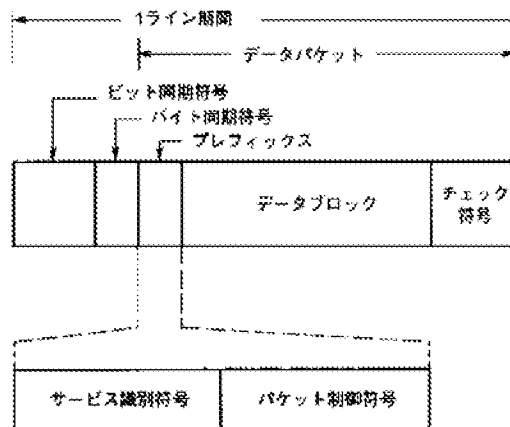 1ライン期間
データパケット
ビット同期符号
バイト同期符号
プレフィックス
データブロック
チェック
符号
サービス識別符号
パケット制御符号